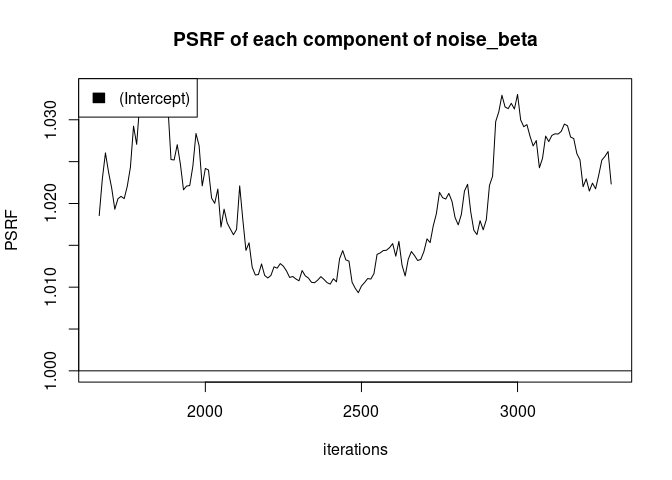 PSRF of each component of noise_beta
(Intercept)
PSRF
1.030
1.020
1.010
1.000
2000 2500 3000
iterations